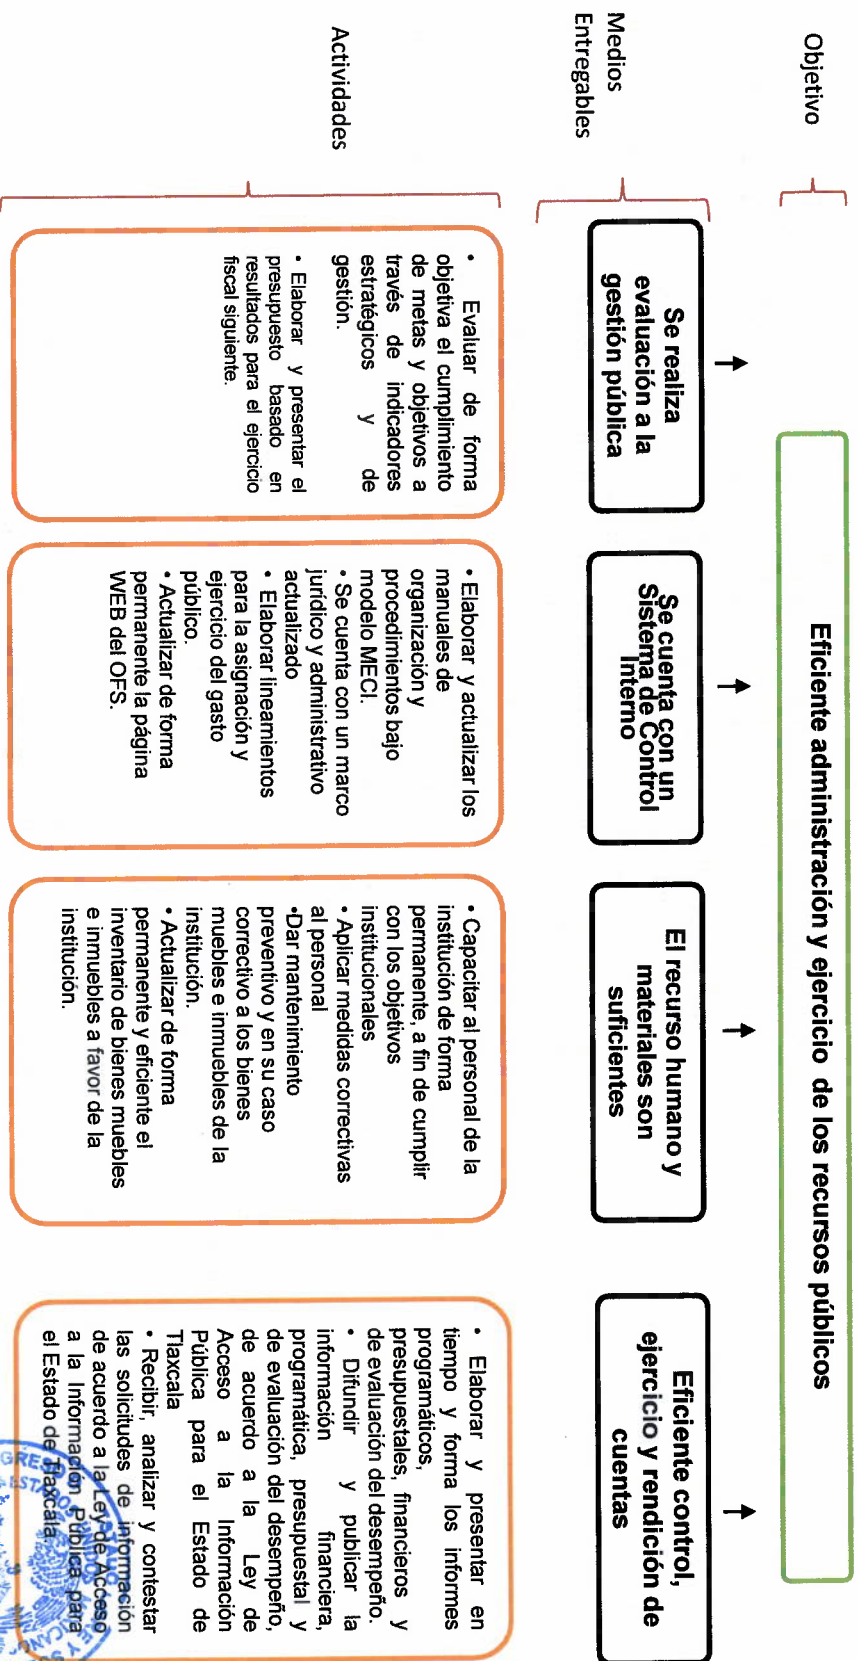 Objetivo
Eficiente administración y ejercicio de los recursos públicos
Medios
Entregables
Se realiza
evaluación a la
gestión pública
Se cuenta con un
Sistema de Control
Interno
El recurso humano y
materiales son
suficientes
Eficiente control,
ejercicio y rendición de
cuentas
Actividades
• Evaluar de forma
objetiva el cumplimiento
de metas y objetivos a
través de indicadores
estratégicos y de
gestión.
• Elaborar y presentar el
presupuesto basado en
resultados para el ejercicio
fiscal siguiente.
• Elaborar y actualizar los
manuales de
organización y
procedimientos bajo
modelo MECI.
• Se cuenta con un marco
jurídico y administrativo
actualizado
• Elaborar lineamientos
para la asignación y
ejercicio del gasto
público.
• Actualizar de forma
permanente la página
WEB del OFS.
• Capacitar al personal de la
institución de forma
permanente, a fin de cumplir
con los objetivos
institucionales
• Aplicar medidas correctivas
al personal
•Dar mantenimiento
preventivo y en su caso
correctivo a los bienes
muebles e inmuebles de la
institución.
• Actualizar de forma
permanente y eficiente el
inventario de bienes muebles
e inmuebles a favor de la
institución.
• Elaborar y presentar en
tiempo y forma los informes
programáticos,
presupuestales, financieros y
de evaluación del desempeño.
• Difundir y publicar la
información financiera,
programática, presupuestal y
de evaluación del desempeño,
de acuerdo a la Ley de
Acceso a la Información
Pública para el Estado de
Tlaxcala
• Recibir, analizar y contestar
las solicitudes de información
de acuerdo a la Ley de Acceso
a la Información Pública para
el Estado de Tlaxcala.